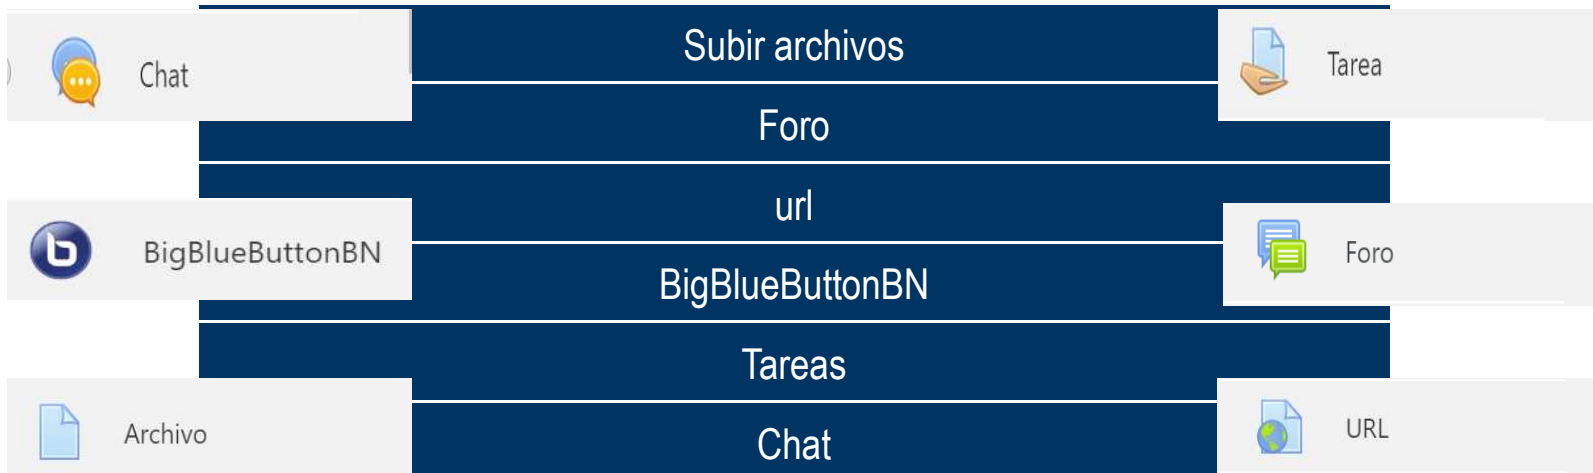 Subir archivos
Chat
Tarea
Foro
url
BigBlueButtonBN
Foro
BigBlueButtonBN
Tareas
Archivo
URL
Chat